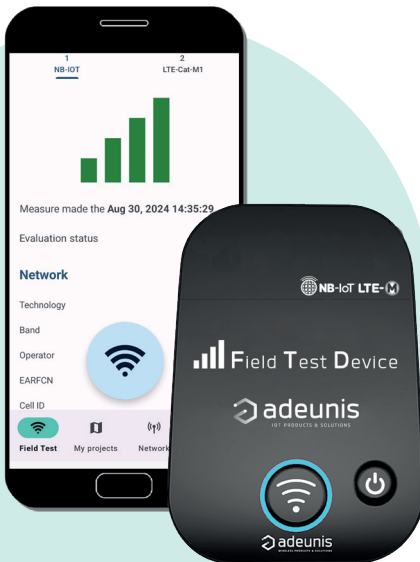 1
NB-IOT
2
LTE-Cat-M1
Measure made the Aug 30, 2024 14:35:29
Evaluation status
Network
Technology
Band
Operator
EARFCN
Cell ID
Field Test
My projects
Network
NB-IoT LTE-M
Field Test Device
adeunis
IOT PRODUCTS & SOLUTIONS
adeunis
WIRELESS PRODUCTS & SOLUTIONS